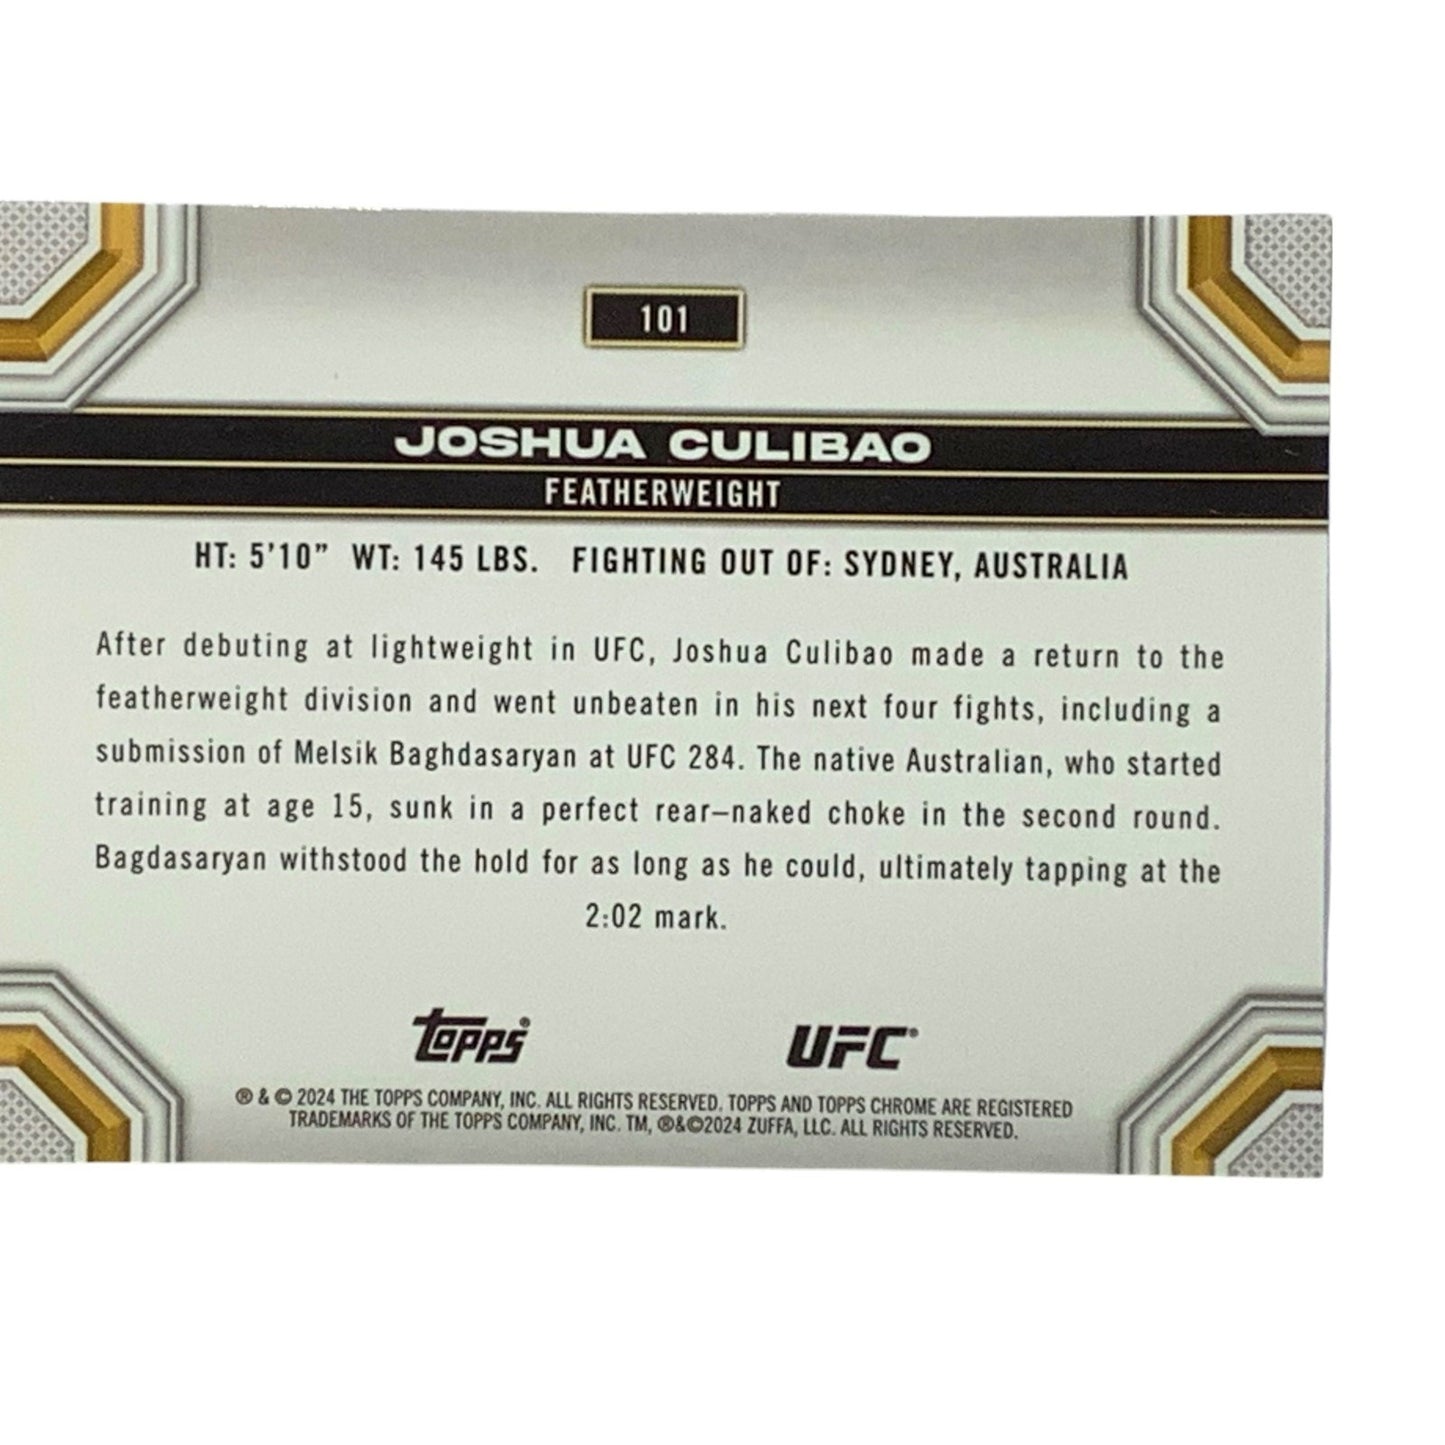 101
JOSHUA CULIBAO
FEATHERWEIGHT
HT: 5'10” WT: 145 LBS. FIGHTING OUT OF: SYDNEY, AUSTRALIA
After debuting at lightweight in UFC, Joshua Culibao made a return to the
featherweight division and went unbeaten in his next four fights, including a
submission of Melsik Baghdasaryan at UFC 284. The native Australian, who started
training at age 15, sunk in a perfect rear–naked choke in the second round.
Bagdasaryan withstood the hold for as long as he could, ultimately tapping at the
2:02 mark.
topps® UFC®
® & © 2024 THE TOPPS COMPANY, INC. ALL RIGHTS RESERVED. TOPPS AND TOPPS CHROME ARE REGISTERED
TRADEMARKS OF THE TOPPS COMPANY, INC. TM, ®&©2024 ZUFFA, LLC. ALL RIGHTS RESERVED.